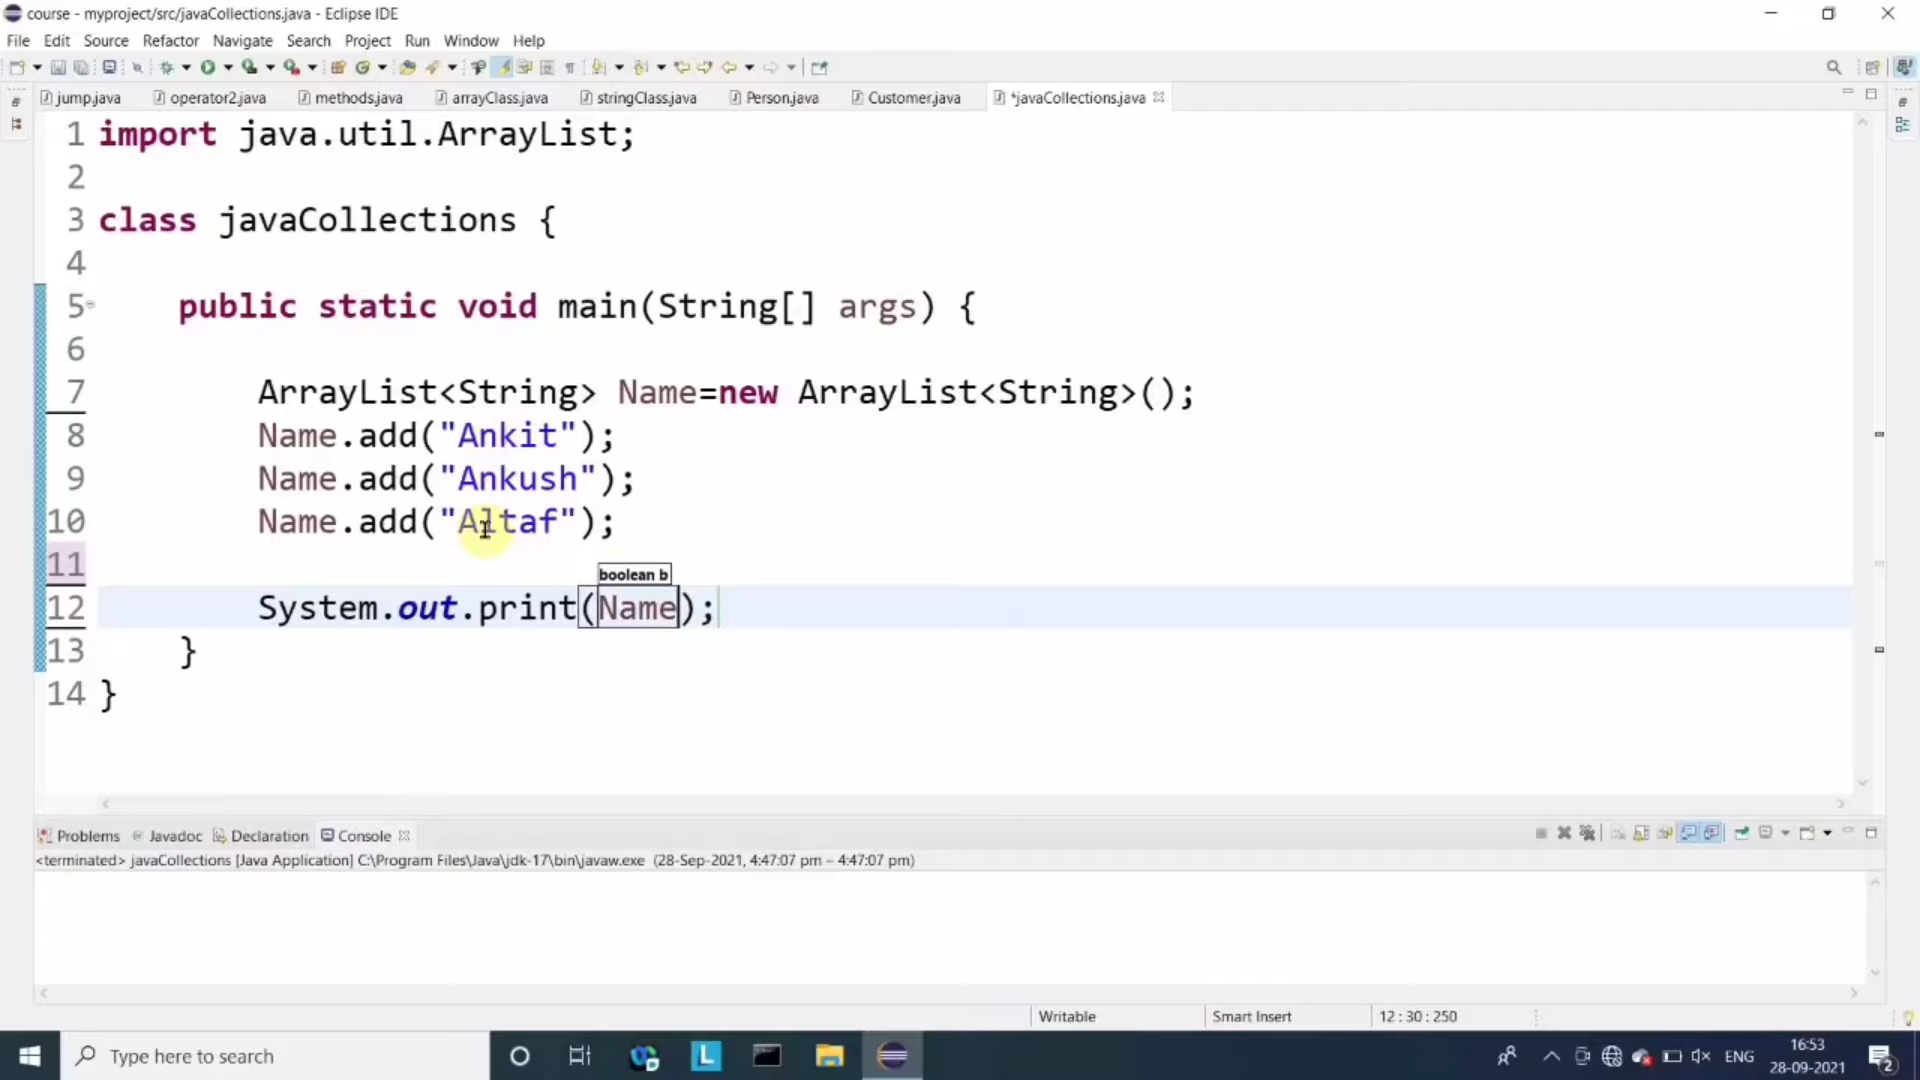 course - myproject/src/javaCollections.java - Eclipse IDE
File Edit Source Refactor Navigate Search Project Run Window Help
jump.java operator2.java methods.java arrayClass.java stringClass.java Person.java Customer.java *javaCollections.java
1 import java.util.ArrayList;
2
3 class javaCollections {
4
5 public static void main(String[] args) {
6
7 ArrayList<String> Name=new ArrayList<String>();
8 Name.add("Ankit");
9 Name.add("Ankush");
10 Name.add("Altaf");
11
boolean b
12 System.out.print(Name);
13 }
14 }
Problems Javadoc Declaration Console
<terminated> javaCollections [Java Application] C:\Program Files\Java\jdk-17\bin\javaw.exe (28-Sep-2021, 4:47:07 pm – 4:47:07 pm)
Writable Smart Insert 12 : 30 : 250
Type here to search
L
ENG
16:53
28-09-2021
2